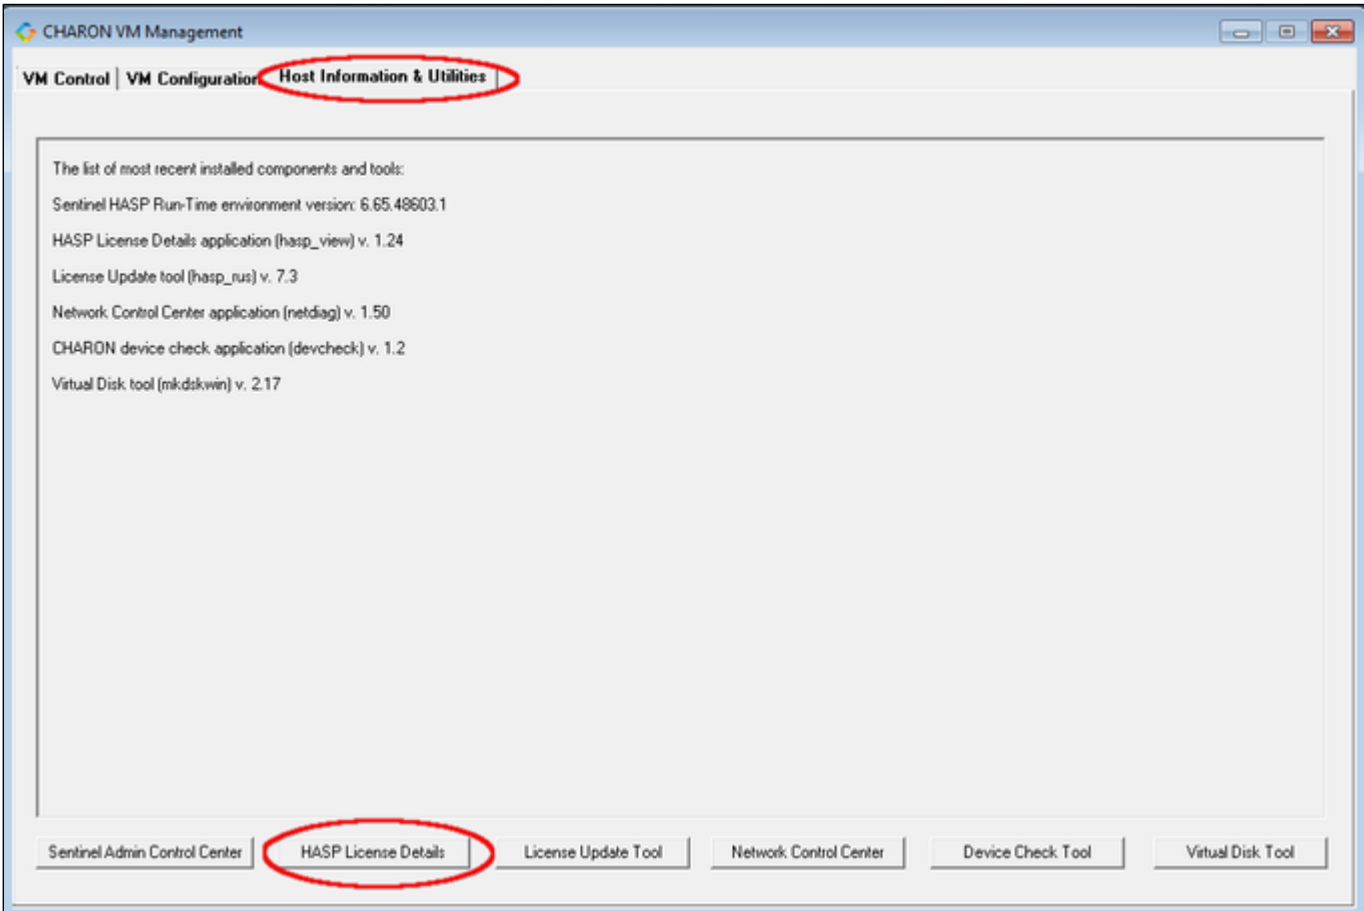 CHARON VM Management
VM Control VM Configuration Host Information & Utilities
The list of most recent installed components and tools:
Sentinel HASP Run-Time environment version: 6.65.48603.1
HASP License Details application (hasp_view) v. 1.24
License Update tool (hasp_rus) v. 7.3
Network Control Center application (netdiag) v. 1.50
CHARON device check application (devcheck) v. 1.2
Virtual Disk tool (mkdskwin) v. 2.17
Sentinel Admin Control Center HASP License Details License Update Tool Network Control Center Device Check Tool Virtual Disk Tool